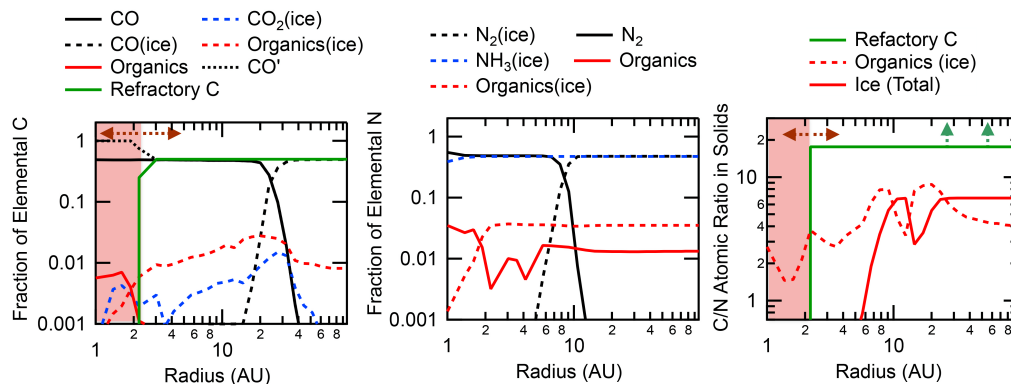 CO
CO2(ice)
CO(ice)
Organics(ice)
Organics
CO'
Refractory C
Fraction of Elemental C
1
0.1
0.01
0.001
1
2
4
6
8
10
2
4
6
8
Radius (AU)
N2(ice)
N2
NH3(ice)
Organics
Organics(ice)
Fraction of Elemental N
1
0.1
0.01
0.001
2
4
6
8
10
2
4
6
8
Radius (AU)
Refactory C
Organics (ice)
Ice (Total)
C/N Atomic Ratio in Solids
2
10
8
6
4
2
1
8
1
2
4
6
8
10
2
4
6
8
Radius (AU)